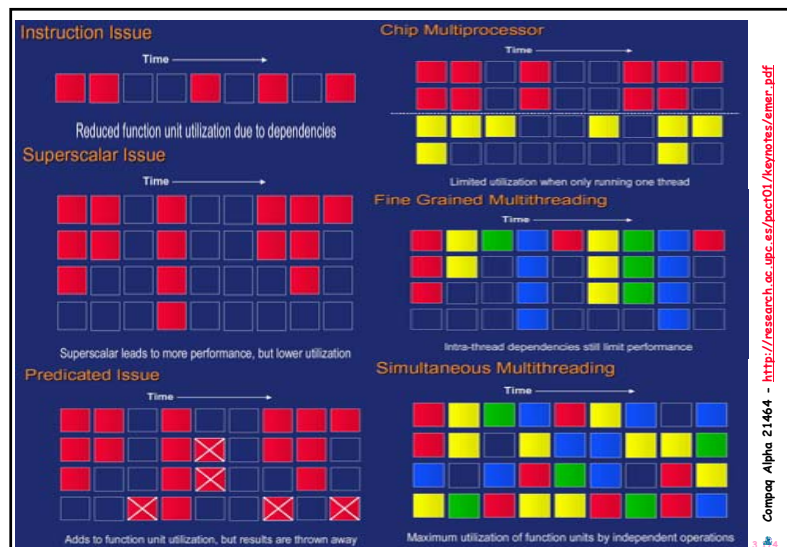 Instruction Issue
Time
Reduced function unit utilization due to dependencies
Superscalar Issue
Time
Superscalar leads to more performance, but lower utilization
Predicated Issue
Time
Adds to function unit utilization, but results are thrown away
Chip Multiprocessor
Time
Limited utilization when only running one thread
Fine Grained Multithreading
Time
Intra-thread dependencies still limit performance
Simultaneous Multithreading
Time
Maximum utilization of function units by independent operations
Compaq Alpha 21464 – http://research.ac.upc.es/pact01/keynotes/emer.pdf